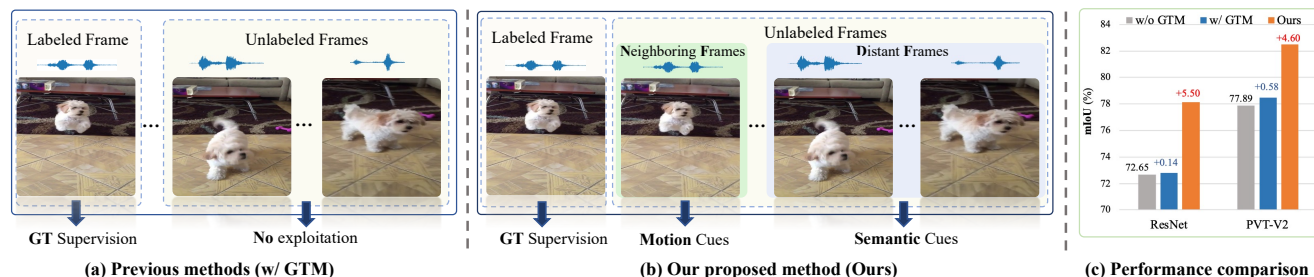 Labeled Frame
Unlabeled Frames
...
...
GT Supervision
No exploitation
(a) Previous methods (w/ GTM)
Labeled Frame
Unlabeled Frames
Neighboring Frames
Distant Frames
...
...
GT Supervision
Motion Cues
Semantic Cues
(b) Our proposed method (Ours)
w/o GTM w/ GTM Ours
mIoU (%)
84
82
80
78
76
74
72
70
72.65
+0.14
+5.50
77.89
+0.58
+4.60
ResNet
PVT-V2
(c) Performance comparison